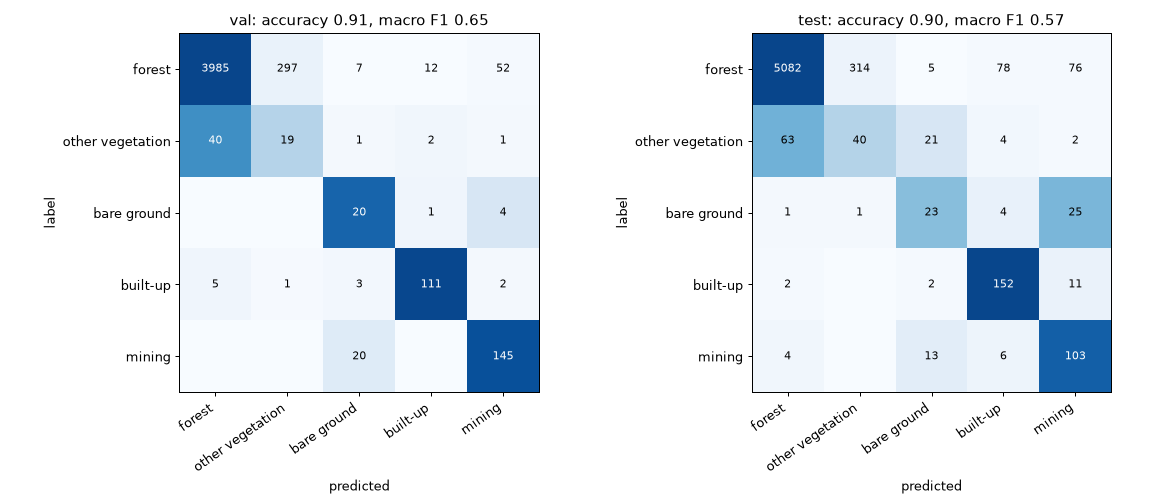 val: accuracy 0.91, macro F1 0.65
forest 3985 297 7 12 52
other vegetation 40 19 1 2 1
bare ground 20 1 4
built-up 5 1 3 111 2
mining 20 145
label
forest other vegetation bare ground built-up mining
predicted
test: accuracy 0.90, macro F1 0.57
forest 5082 314 5 78 76
other vegetation 63 40 21 4 2
bare ground 1 1 23 4 25
built-up 2 2 152 11
mining 4 13 6 103
label
forest other vegetation bare ground built-up mining
predicted